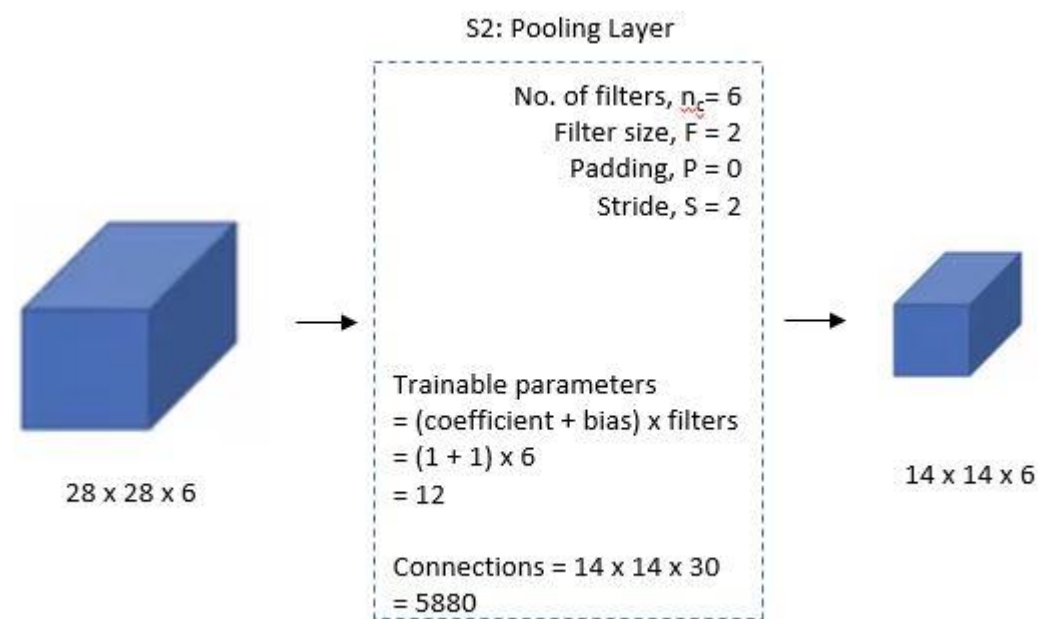 S2: Pooling Layer
No. of filters, n꜀= 6
Filter size, F = 2
Padding, P = 0
Stride, S = 2
28 x 28 x 6
Trainable parameters
= (coefficient + bias) x filters
= (1 + 1) x 6
= 12
Connections = 14 x 14 x 30
= 5880
14 x 14 x 6